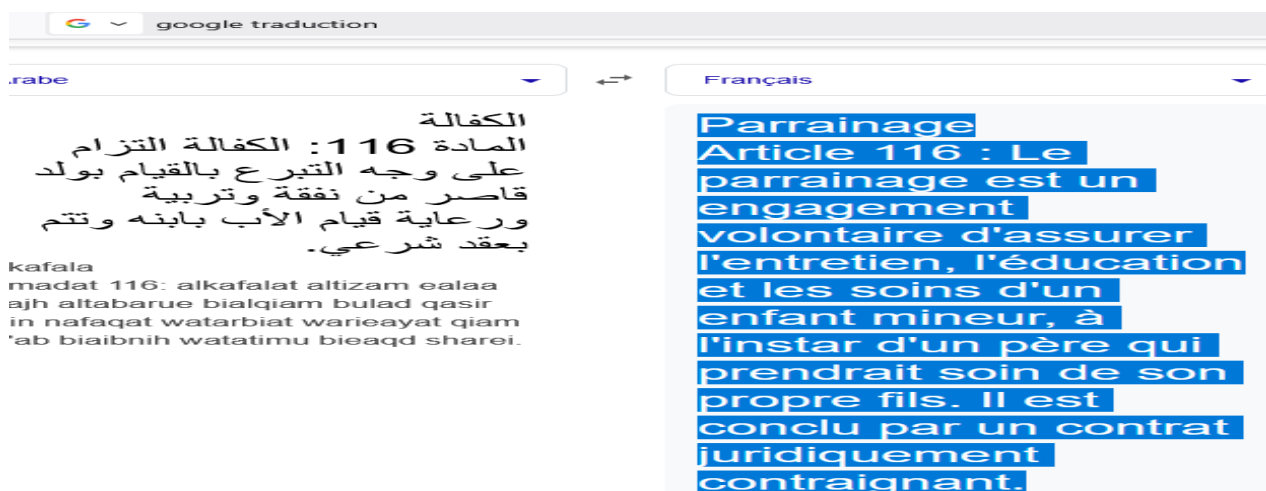 google traduction
rabe
Français
الكفالة
المادة 116: الكفالة التزام
على وجه التبرع بالقيام بولد
قاصر من نفقة وتربية
ورعاية قيام الأب بابنه وتتم
بعقد شرعي.
kafala
madat 116: alkafalat altizam ealaa
ajh altabarue bialqiam bulad qasir
in nafaqat watarbiat warieayat qiam
'ab biaibnih watatimu bieaqd sharei.
Parrainage
Article 116 : Le
parrainage est un
engagement
volontaire d'assurer
l'entretien, l'éducation
et les soins d'un
enfant mineur, à
l'instar d'un père qui
prendrait soin de son
propre fils. Il est
conclu par un contrat
juridiquement
contraignant.